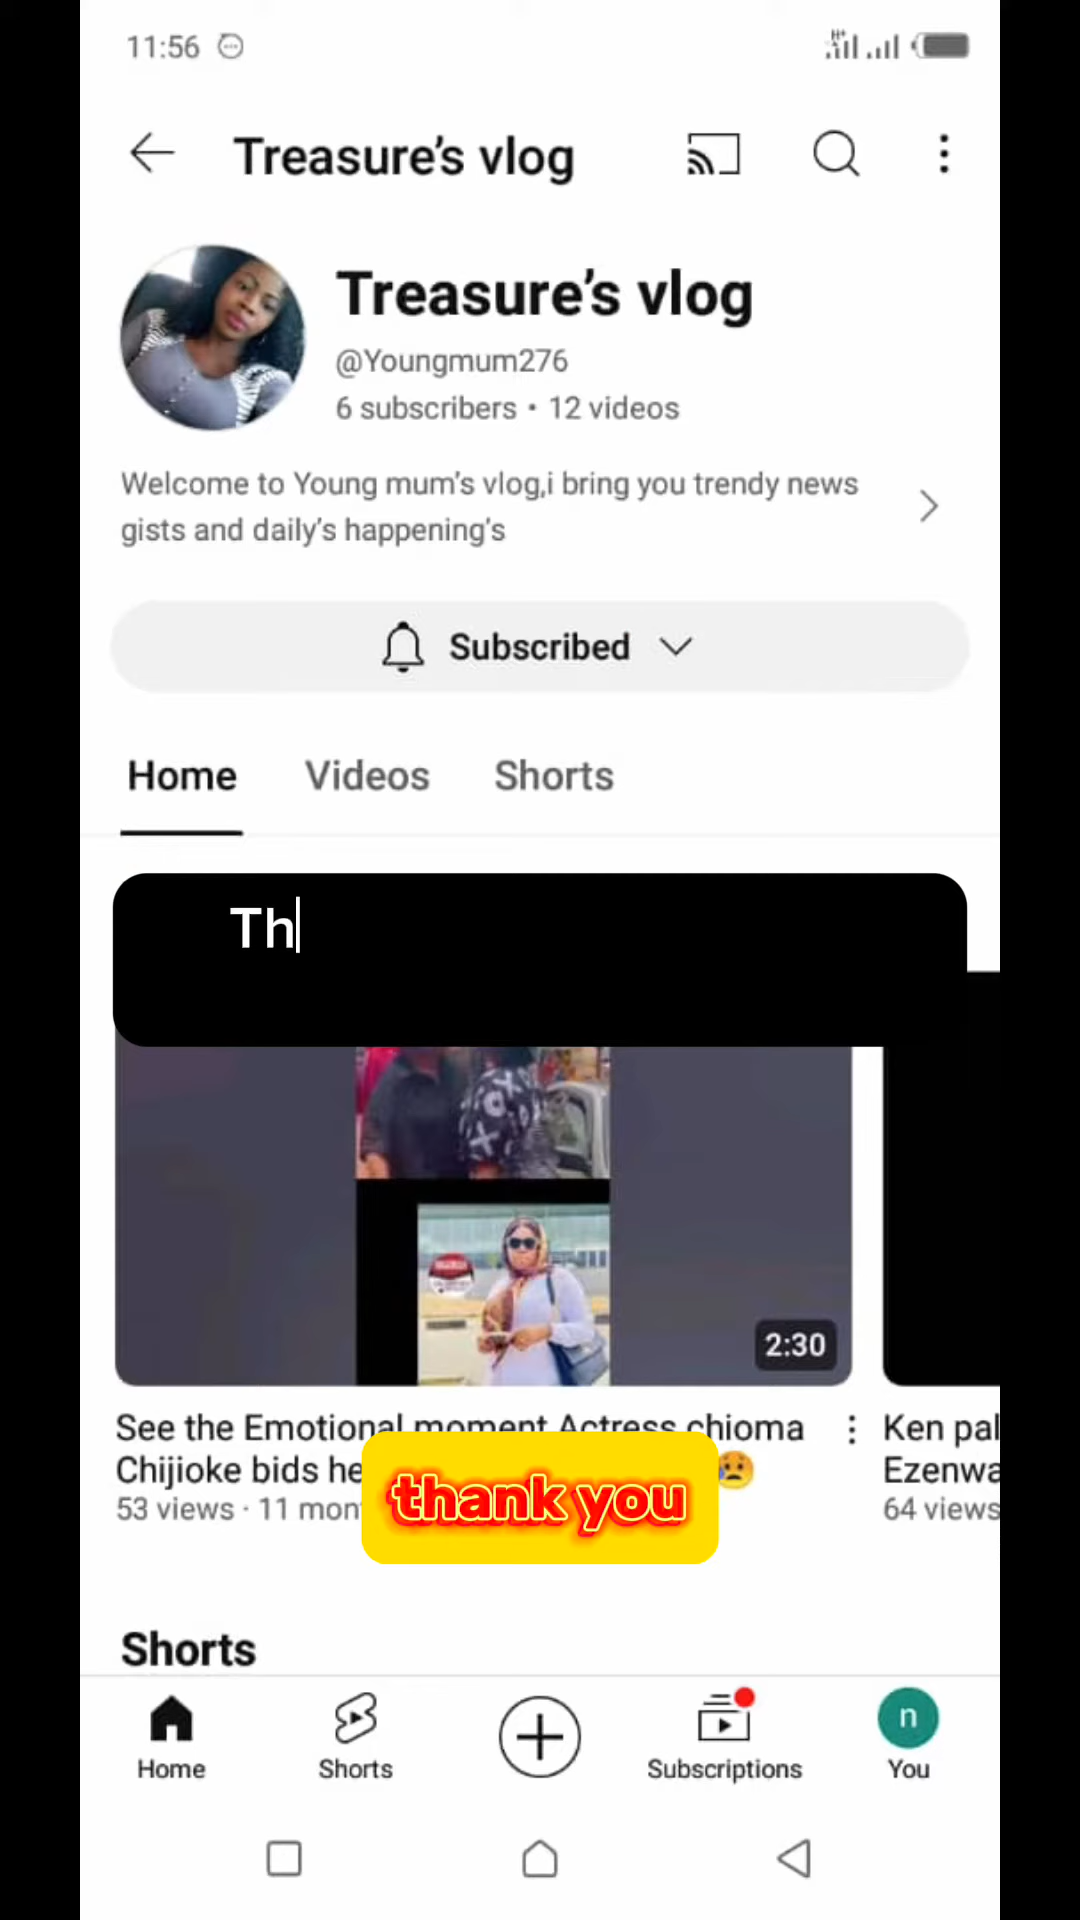 11:56
H+
Treasure's vlog
Treasure's vlog
@Youngmum276
6 subscribers • 12 videos
Welcome to Young mum's vlog,i bring you trendy news
gists and daily's happening's
Subscribed
Home Videos Shorts
Th
2:30
See the Emotional moment Actress chioma
Chijioke bids he
53 views · 11 mon
Ken pal
Ezenwa
64 views
thank you
Shorts
Home Shorts Subscriptions n You